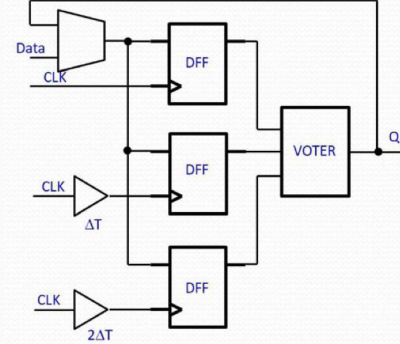 Data
CLK
DFF
CLK
ΔT
DFF
VOTER
Q
CLK
2ΔT
DFF